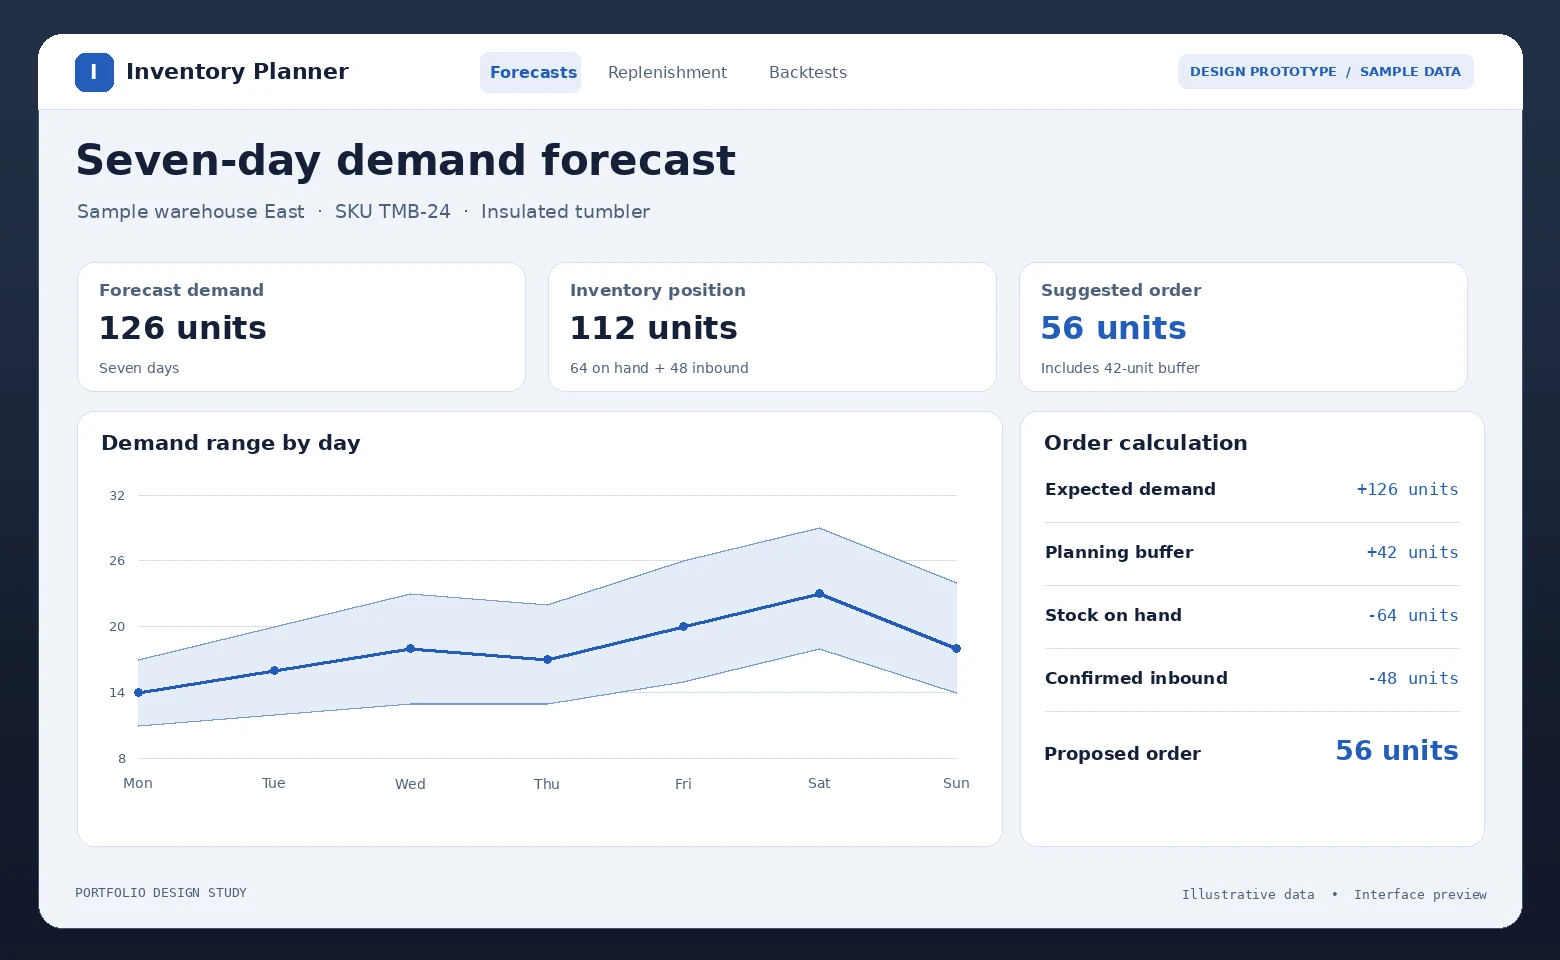 I Inventory Planner Forecasts Replenishment Backtests DESIGN PROTOTYPE / SAMPLE DATA
Seven-day demand forecast
Sample warehouse East · SKU TMB-24 · Insulated tumbler
Forecast demand
126 units
Seven days
Inventory position
112 units
64 on hand + 48 inbound
Suggested order
56 units
Includes 42-unit buffer
Demand range by day
32
26
20
14
8
Mon Tue Wed Thu Fri Sat Sun
Order calculation
Expected demand +126 units
Planning buffer +42 units
Stock on hand -64 units
Confirmed inbound -48 units
Proposed order 56 units
PORTFOLIO DESIGN STUDY
Illustrative data • Interface preview